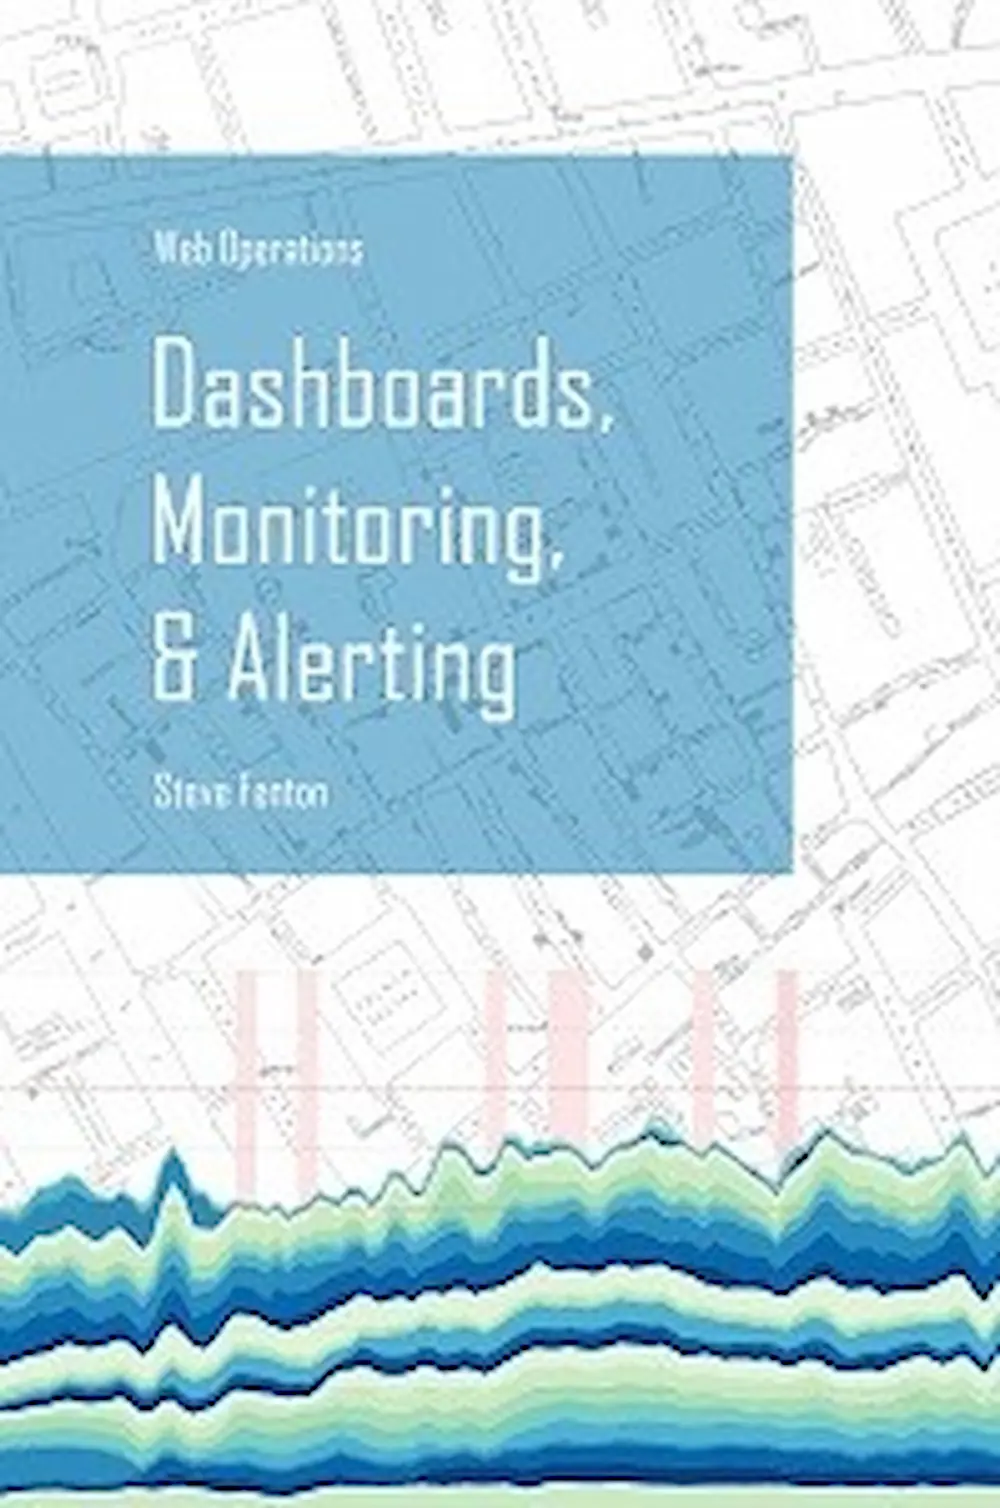 Web Operations
Dashboards,
Monitoring,
& Alerting
Steve Fenton